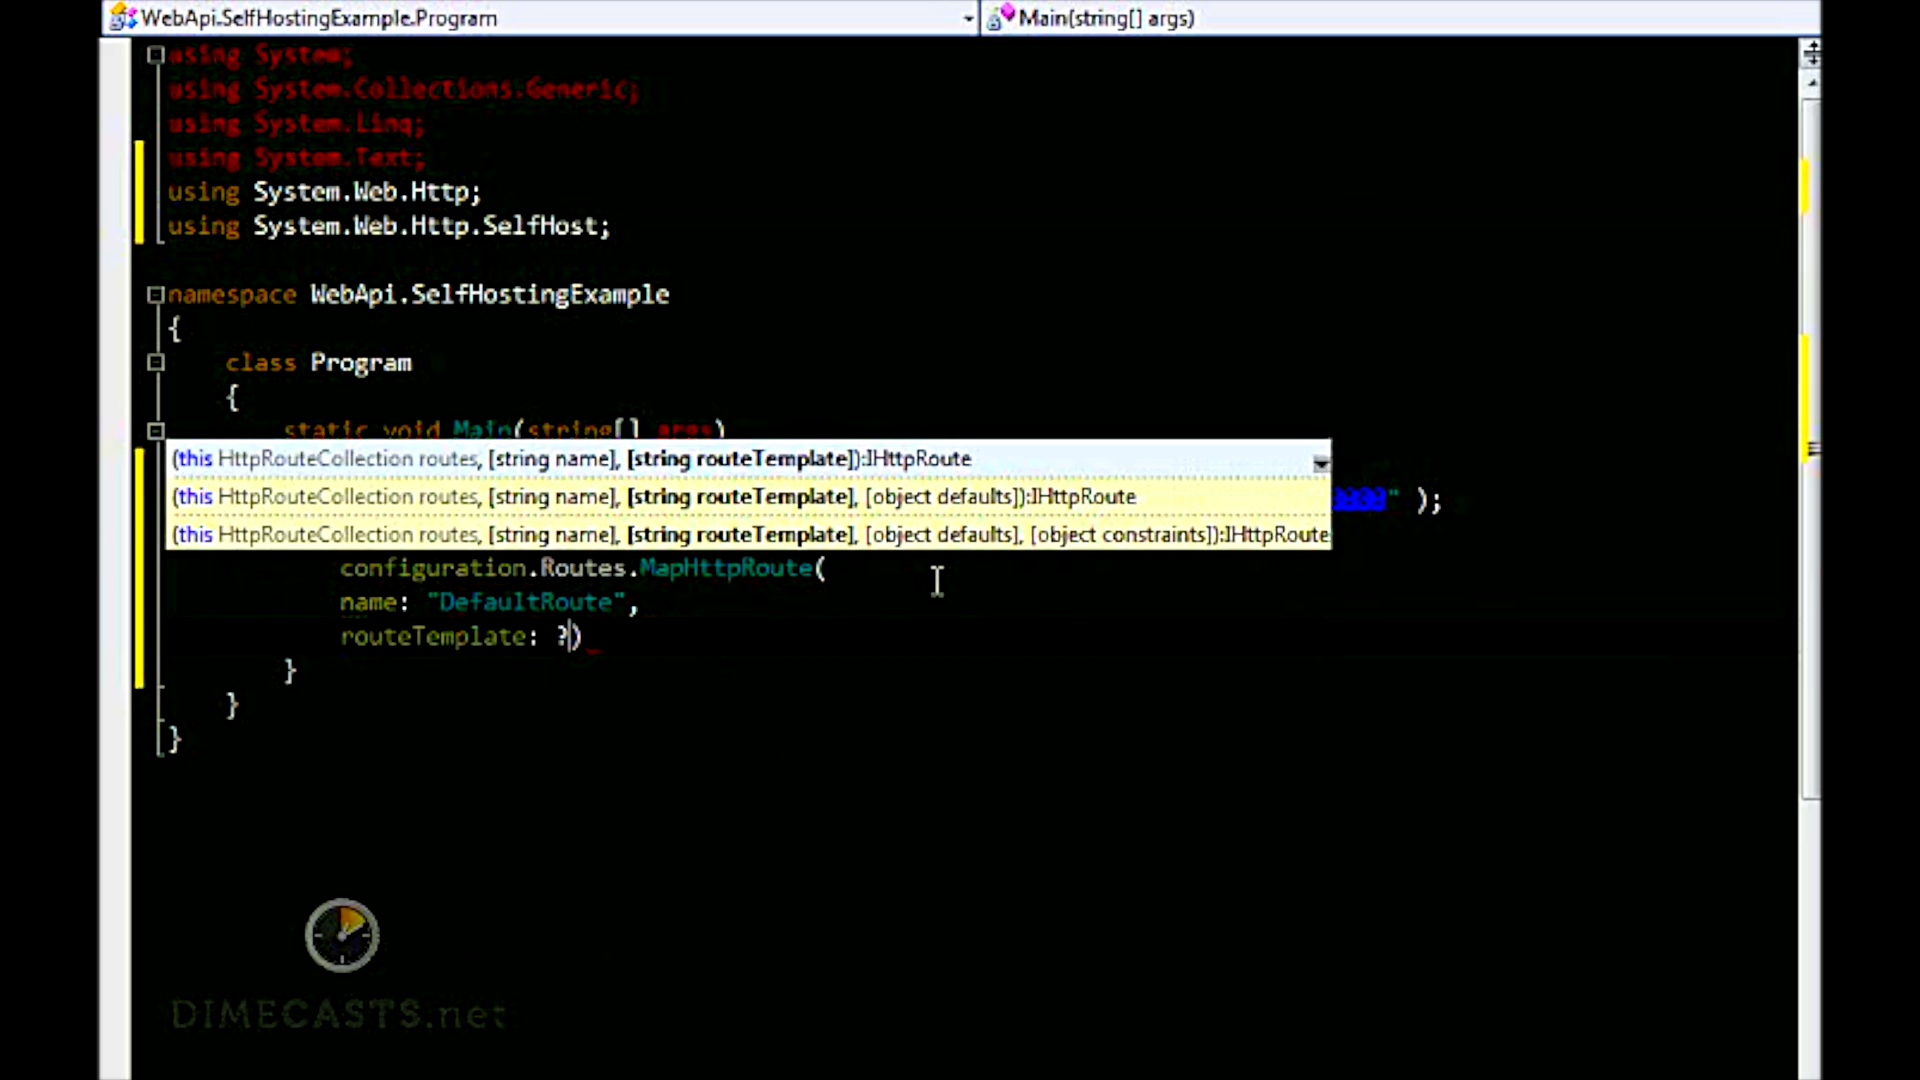 WebApi.SelfHostingExample.Program
Main(string[] args)
using System;
using System.Collections.Generic;
using System.Linq;
using System.Text;
using System.Web.Http;
using System.Web.Http.SelfHost;
namespace WebApi.SelfHostingExample
{
class Program
{
static void Main(string[] args)
(this HttpRouteCollection routes, [string name], [string routeTemplate]):IHttpRoute
(this HttpRouteCollection routes, [string name], [string routeTemplate], [object defaults]):IHttpRoute
" );
(this HttpRouteCollection routes, [string name], [string routeTemplate], [object defaults], [object constraints]):IHttpRoute
configuration.Routes.MapHttpRoute(
name: "DefaultRoute",
routeTemplate: ?)
}
}
}
DIMECASTS.net